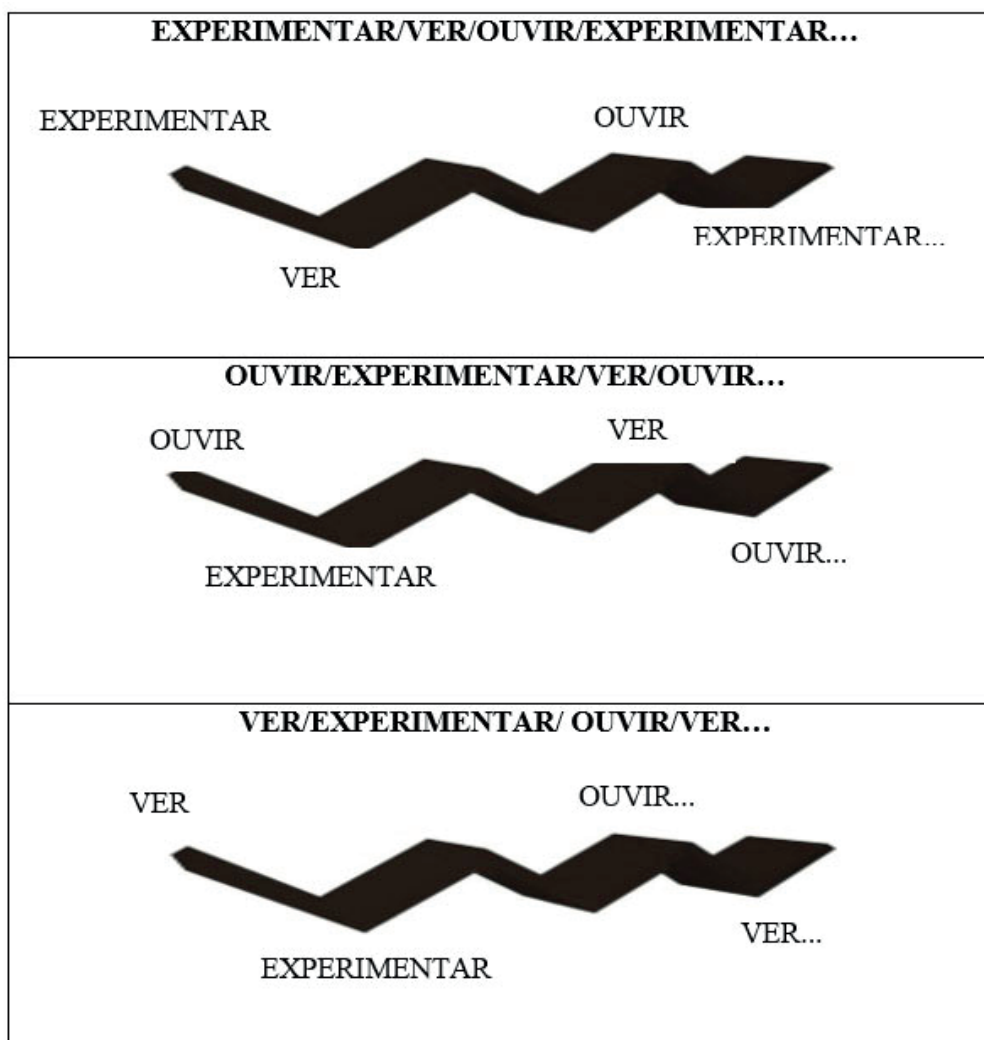 EXPERIMENTAR/VER/OUVIR/EXPERIMENTAR...
EXPERIMENTAR
OUVIR
EXPERIMENTAR...
VER
OUVIR/EXPERIMENTAR/VER/OUVIR...
OUVIR
VER
OUVIR...
EXPERIMENTAR
VER/EXPERIMENTAR/ OUVIR/VER...
VER
OUVIR...
VER...
EXPERIMENTAR